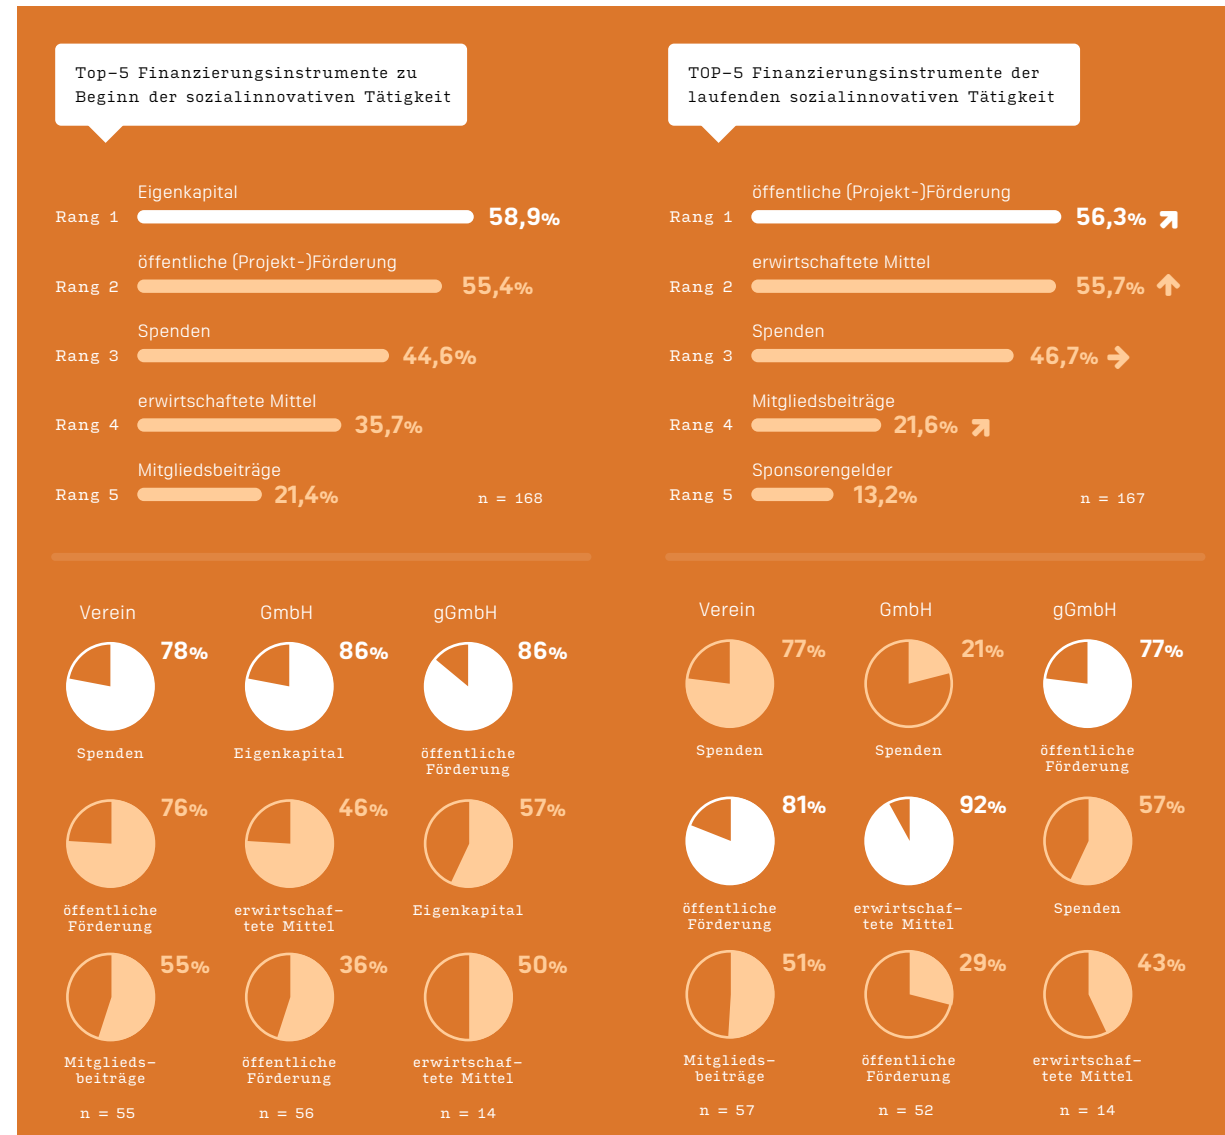 Top-5 Finanzierungsinstrumente zu
Beginn der sozialinnovativen Tätigkeit
Eigenkapital
Rang 1 58,9%
öffentliche (Projekt-)Förderung
Rang 2 55,4%
Spenden
Rang 3 44,6%
erwirtschaftete Mittel
Rang 4 35,7%
Mitgliedsbeiträge
Rang 5 21,4%
n = 168
TOP-5 Finanzierungsinstrumente der
laufenden sozialinnovativen Tätigkeit
öffentliche (Projekt-)Förderung
Rang 1 56,3%
erwirtschaftete Mittel
Rang 2 55,7%
Spenden
Rang 3 46,7%
Mitgliedsbeiträge
Rang 4 21,6%
Sponsorengelder
Rang 5 13,2%
n = 167
Verein
78%
Spenden
76%
öffentliche
Förderung
55%
Mitglieds-
beiträge
n = 55
GmbH
86%
Eigenkapital
46%
erwirtschaf-
tete Mittel
36%
öffentliche
Förderung
n = 56
gGmbH
86%
öffentliche
Förderung
57%
Eigenkapital
50%
erwirtschaf-
tete Mittel
n = 14
Verein
77%
Spenden
81%
öffentliche
Förderung
51%
Mitglieds-
beiträge
n = 57
GmbH
21%
Spenden
92%
erwirtschaf-
tete Mittel
29%
öffentliche
Förderung
n = 52
gGmbH
77%
öffentliche
Förderung
57%
Spenden
43%
erwirtschaf-
tete Mittel
n = 14